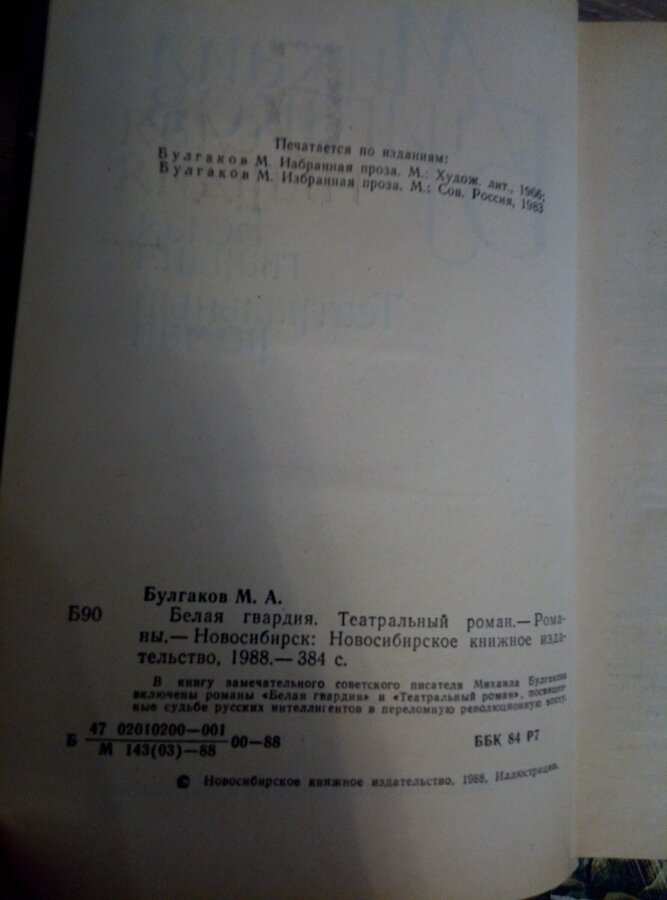 Печатается по изданиям:
Булгаков М. Избранная проза. М.: Худож. лит., 1966;
Булгаков М. Избранная проза. М.: Сов. Россия, 1983
Булгаков М. А.
Б90
Белая гвардия. Театральный роман.— Рома-
ны.— Новосибирск: Новосибирское книжное изда-
тельство, 1988.— 384 с.
В книгу замечательного советского писателя Михаила Булгакова
включены романы «Белая гвардия» и «Театральный роман», посвящен-
ные судьбе русских интеллигентов в переломную революционную эпоху.
Б 47 02010200—001
М 143(03)—88 00—88
ББК 84 Р7
© Новосибирское книжное издательство, 1988. Иллюстрации.